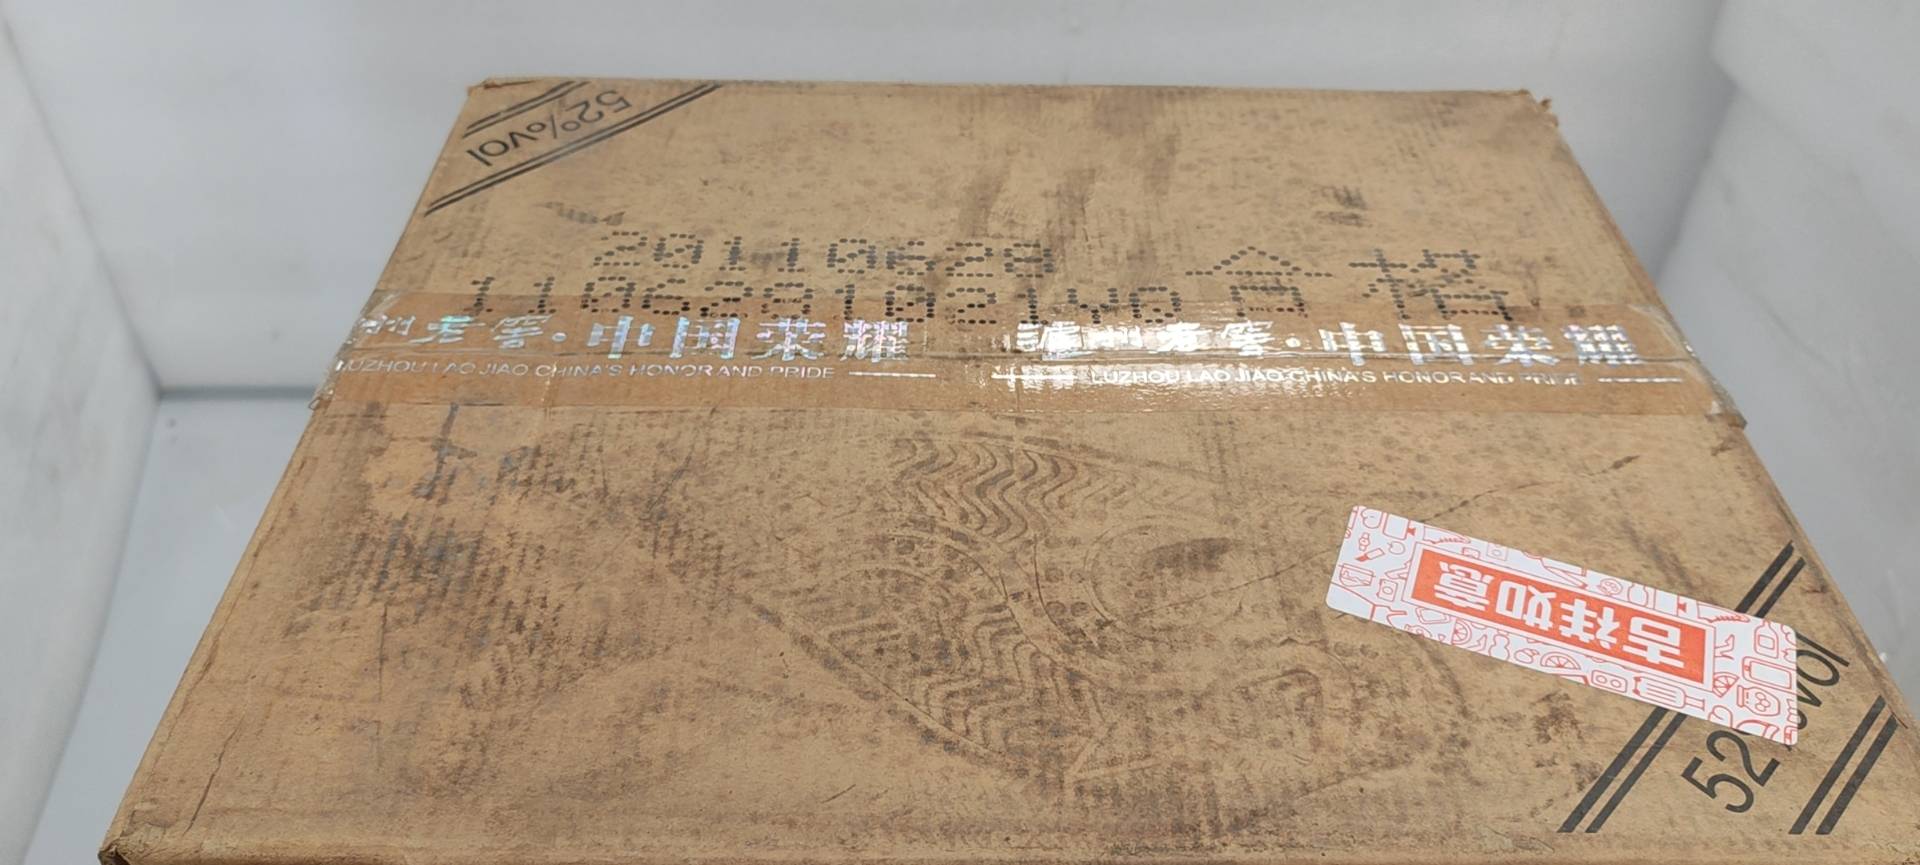 52%vol
20110628
合格
泸州老窖·中国荣耀
LUZHOU LAO JIAO CHINA'S HONOR AND PRIDE
泸州老窖·中国荣耀
LUZHOU LAO JIAO CHINA'S HONOR AND PRIDE
吉祥如意
52%vol